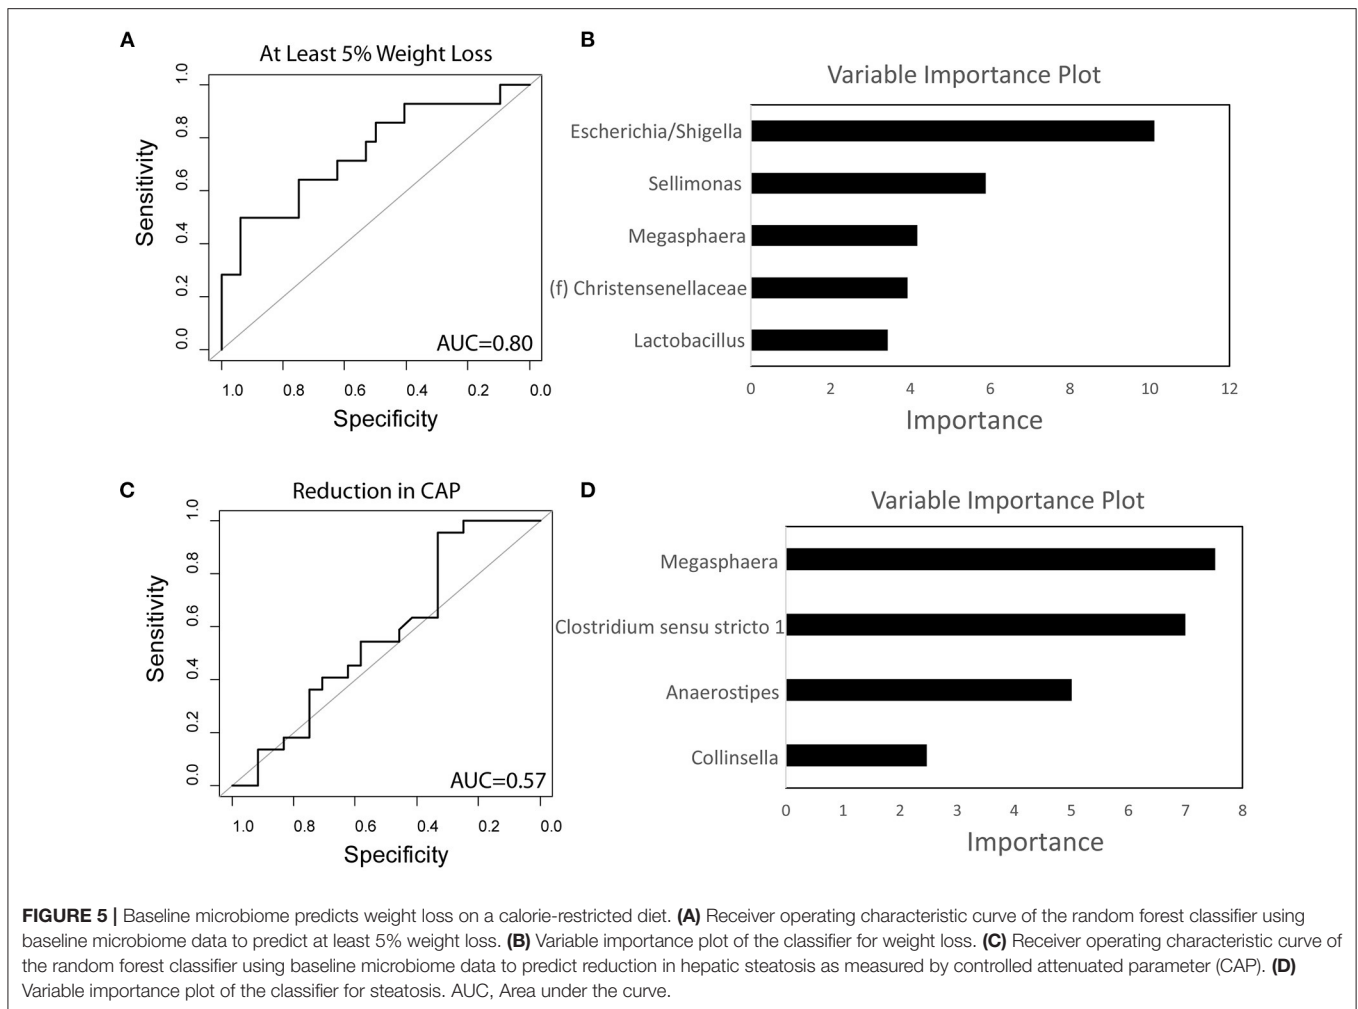 A
At Least 5% Weight Loss
1.0
0.8
0.6
0.4
0.2
0.0
Sensitivity
AUC=0.80
1.0 0.8 0.6 0.4 0.2 0.0
Specificity
B
Variable Importance Plot
Escherichia/Shigella
Sellimonas
Megasphaera
(f) Christensenellaceae
Lactobacillus
0 2 4 6 8 10 12
Importance
C
Reduction in CAP
1.0
0.8
0.6
0.4
0.2
0.0
Sensitivity
AUC=0.57
1.0 0.8 0.6 0.4 0.2 0.0
Specificity
D
Variable Importance Plot
Megasphaera
Clostridium sensu stricto 1
Anaerostipes
Collinsella
0 1 2 3 4 5 6 7 8
Importance
FIGURE 5 | Baseline microbiome predicts weight loss on a calorie-restricted diet. (A) Receiver operating characteristic curve of the random forest classifier using
baseline microbiome data to predict at least 5% weight loss. (B) Variable importance plot of the classifier for weight loss. (C) Receiver operating characteristic curve of
the random forest classifier using baseline microbiome data to predict reduction in hepatic steatosis as measured by controlled attenuated parameter (CAP). (D)
Variable importance plot of the classifier for steatosis. AUC, Area under the curve.